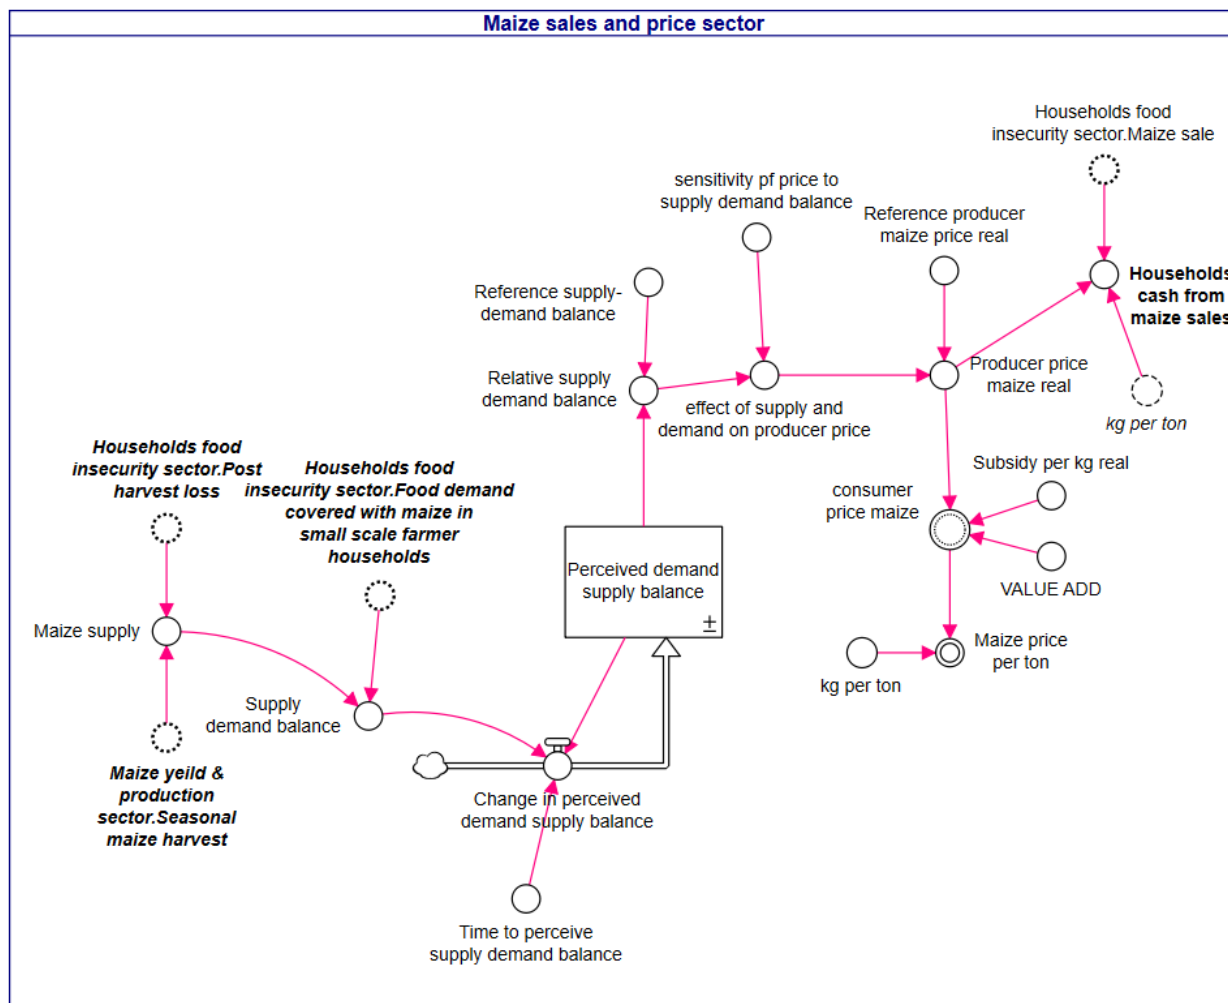 Maize sales and price sector
Households food
insecurity sector.Maize sale
sensitivity pf price to
supply demand balance
Reference producer
maize price real
Households
cash from
maize sales
Reference supply-
demand balance
Relative supply
demand balance
effect of supply and
demand on producer price
Producer price
maize real
kg per ton
Households food
insecurity sector.Post
harvest loss
Households food
insecurity sector.Food demand
covered with maize in
small scale farmer
households
Subsidy per kg real
consumer
price maize
VALUE ADD
Perceived demand
supply balance
±
Maize supply
Maize price
per ton
kg per ton
Supply
demand balance
Maize yeild &
production
sector.Seasonal
maize harvest
Change in perceived
demand supply balance
Time to perceive
supply demand balance